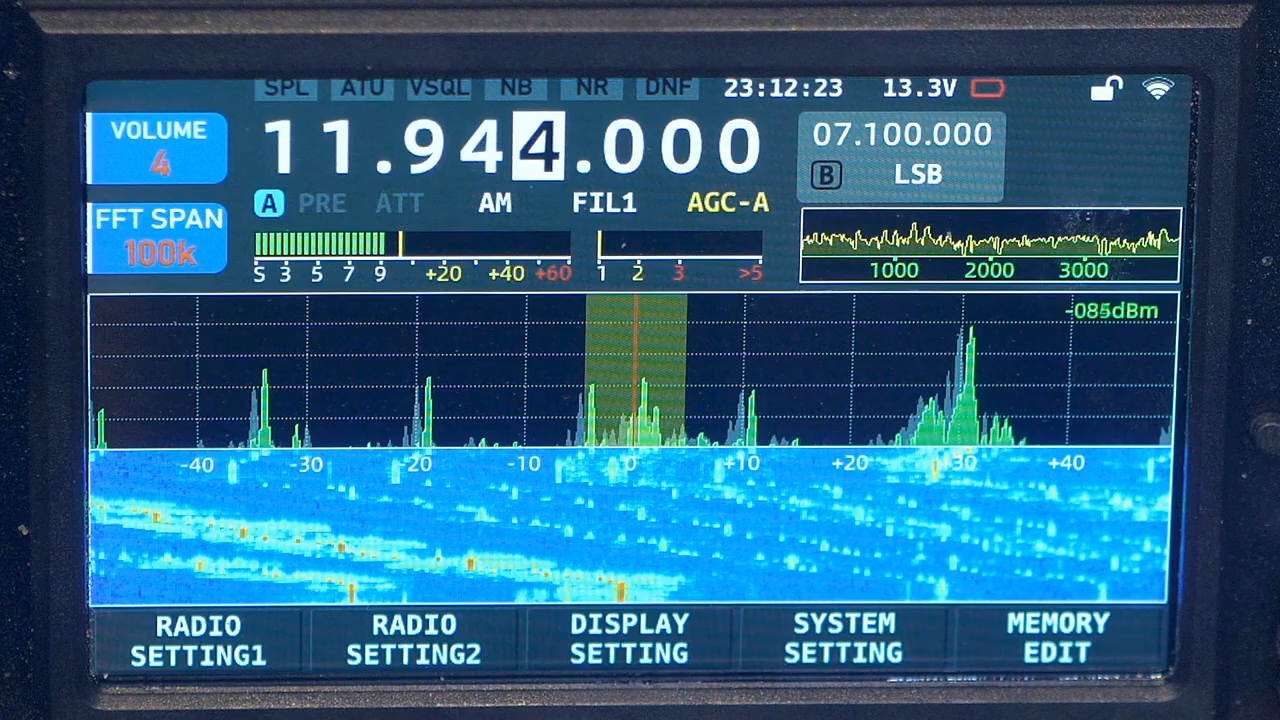 SPL ATU VSQL NB NR DNF 23:12:23 13.3V
VOLUME
4
11.944.000
07.100.000
B LSB
A PRE ATT AM FIL1 AGC-A
FFT SPAN
100k
S 3 5 7 9 +20 +40 +60
1 2 3 >5
1000 2000 3000
-085dBm
-40 -30 -20 -10 0 +10 +20 +30 +40
RADIO SETTING1
RADIO SETTING2
DISPLAY SETTING
SYSTEM SETTING
MEMORY EDIT